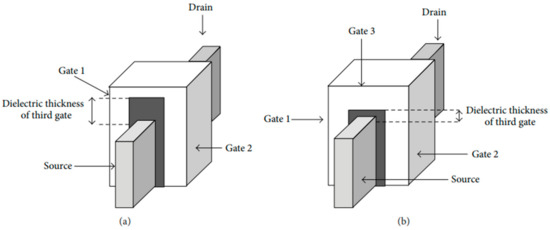 Drain
Gate 1
Dielectric thickness
of third gate
Gate 2
Source
(a)
Drain
Gate 3
Gate 1
Dielectric thickness
of third gate
Gate 2
Source
(b)